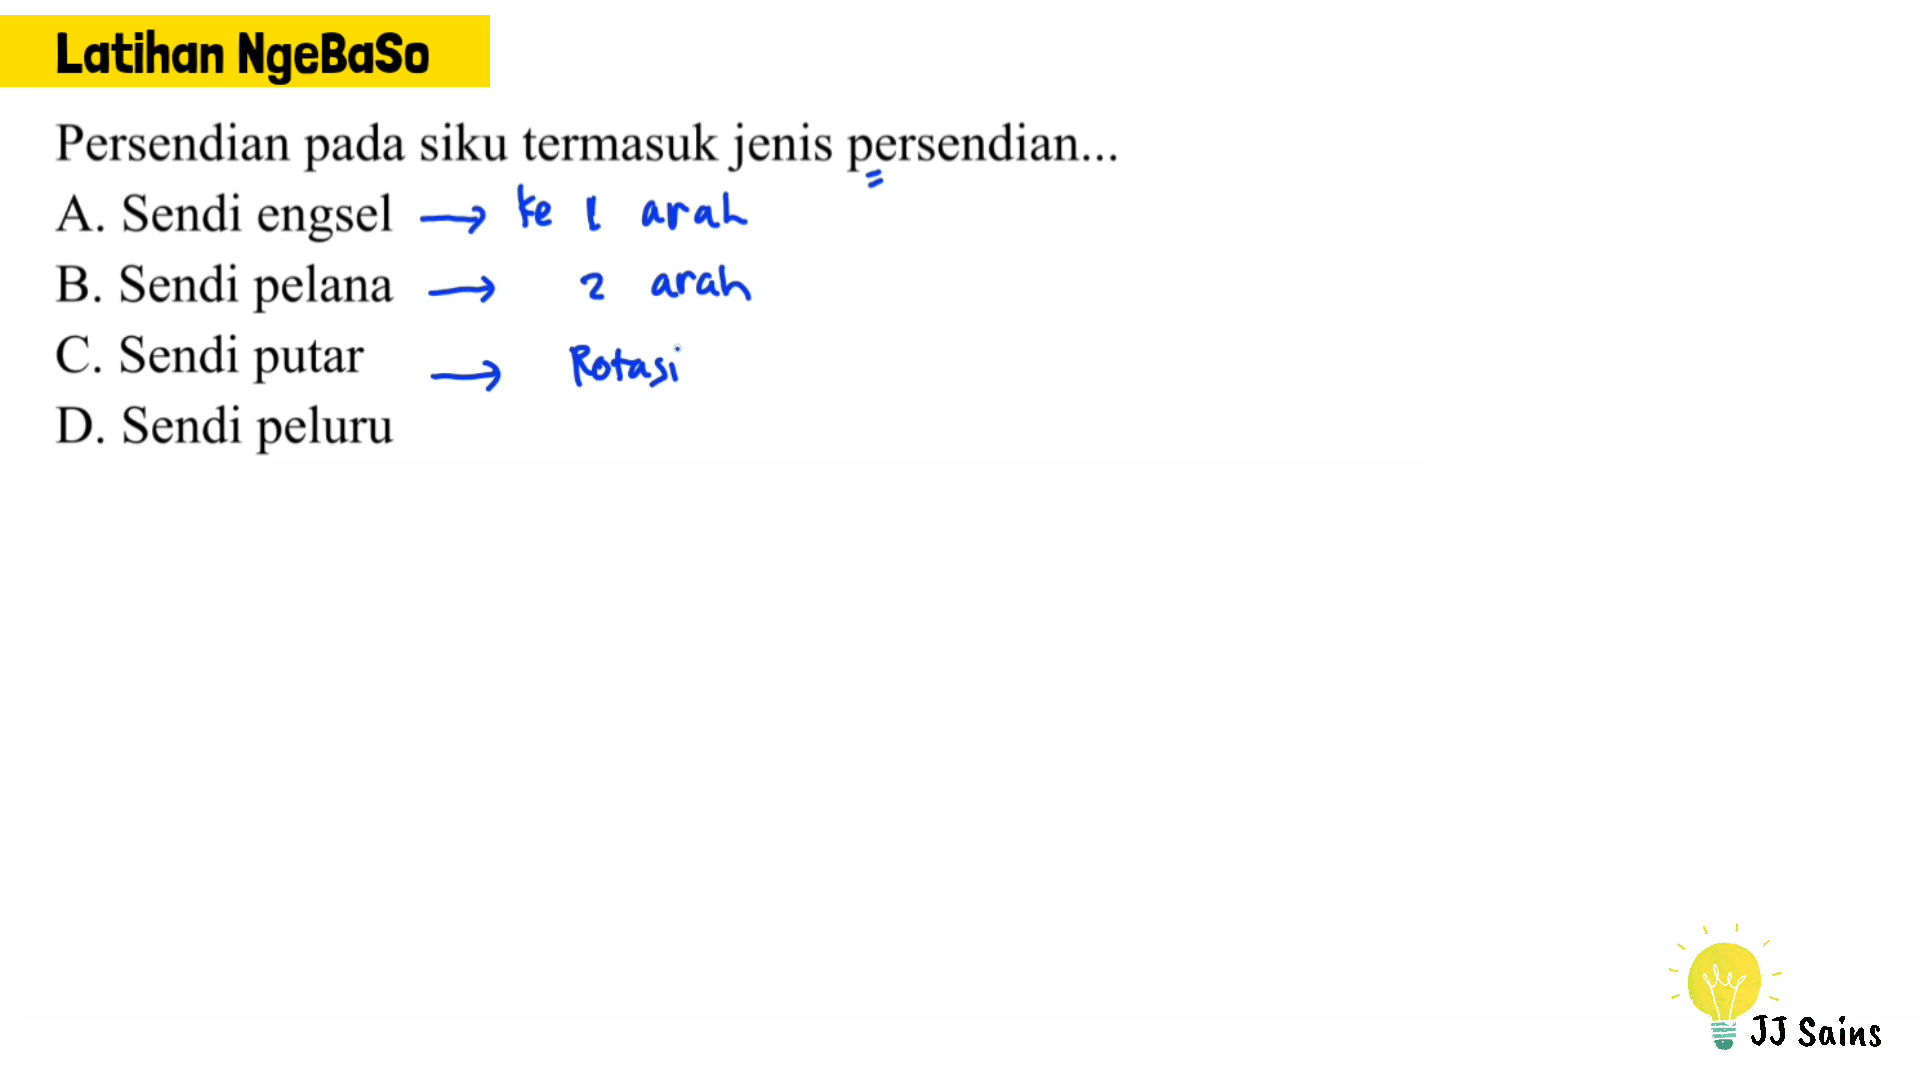 Latihan NgeBaSo
Persendian pada siku termasuk jenis persendian...
A. Sendi engsel → ke 1 arah
B. Sendi pelana → 2 arah
C. Sendi putar → Rotasi
D. Sendi peluru
JJ Sains